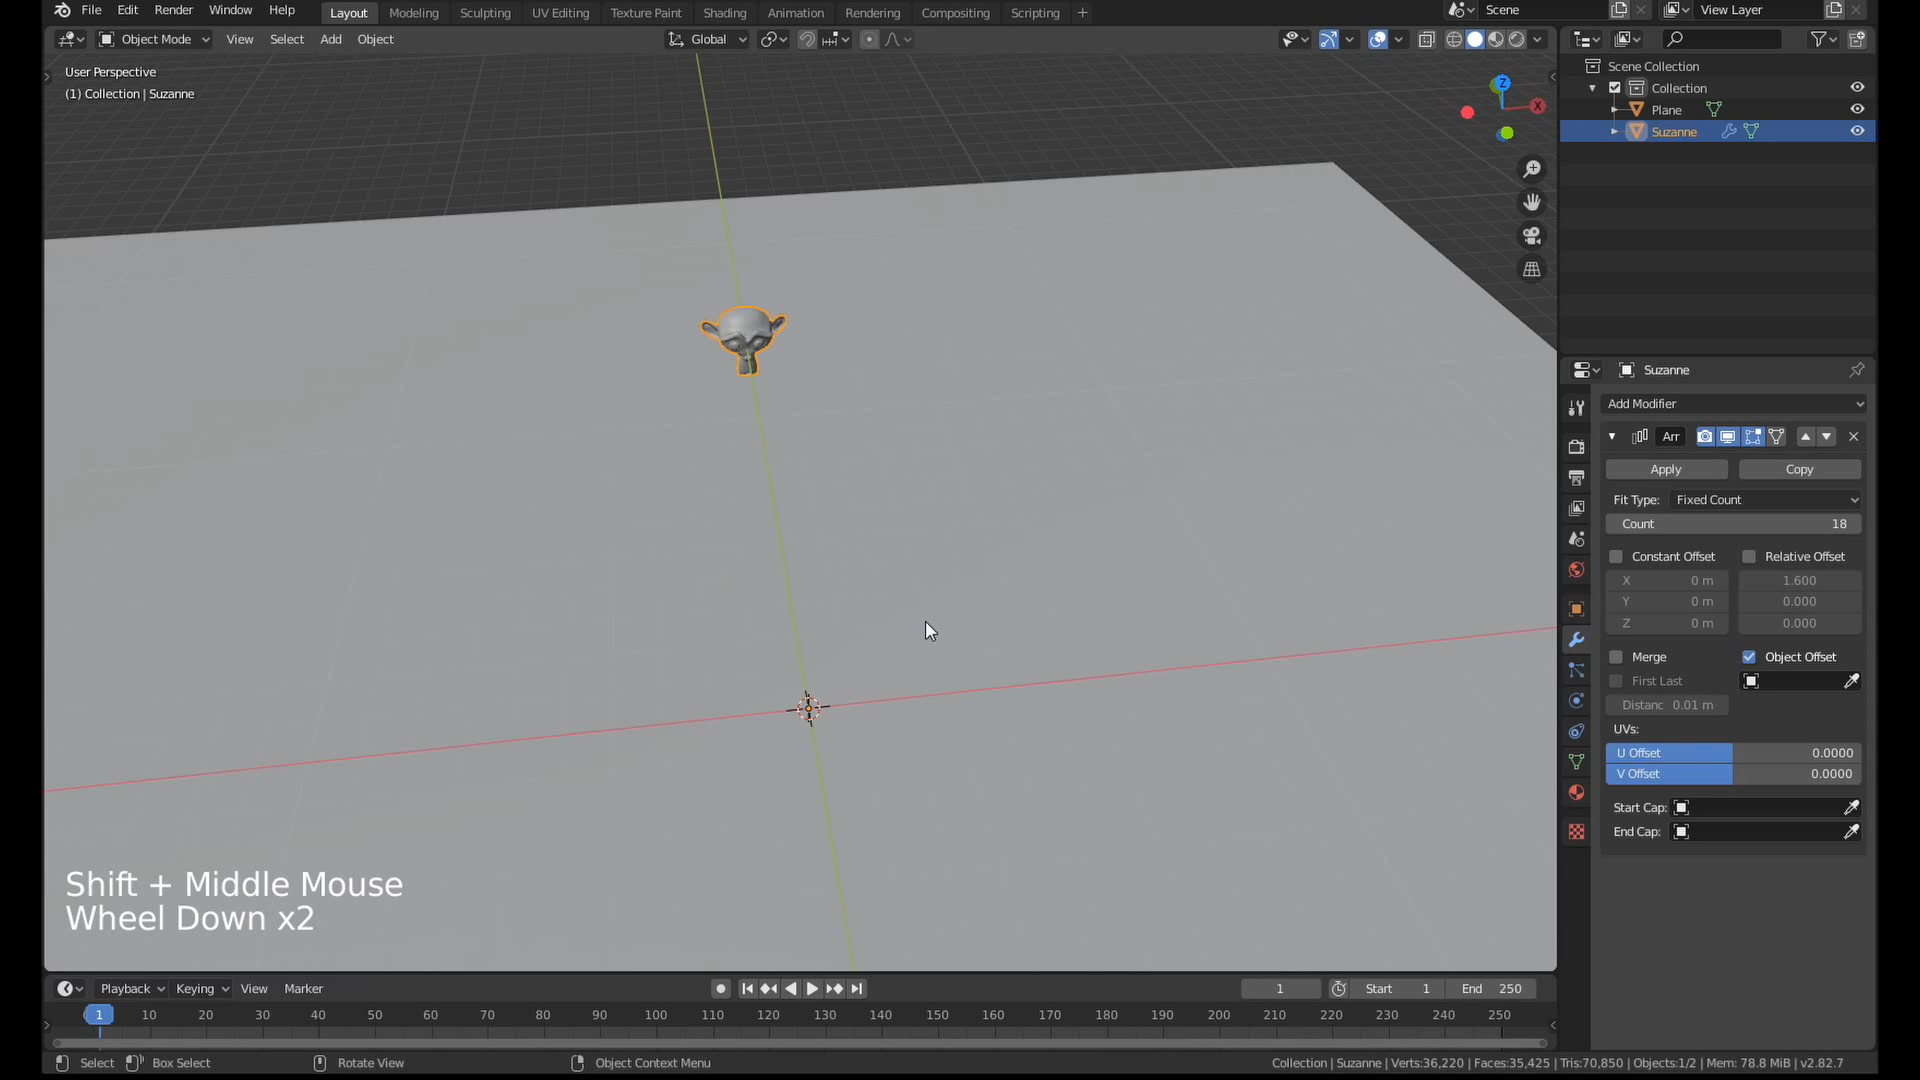 File Edit Render Window Help
Layout Modeling Sculpting UV Editing Texture Paint Shading Animation Rendering Compositing Scripting +
Scene
View Layer
Object Mode View Select Add Object
Global
User Perspective
(1) Collection | Suzanne
Z
X
Scene Collection
Collection
Plane
Suzanne
Suzanne
Add Modifier
Arr
Apply Copy
Fit Type: Fixed Count
Count 18
Constant Offset Relative Offset
X 0 m 1.600
Y 0 m 0.000
Z 0 m 0.000
Merge Object Offset
First Last
Distanc 0.01 m
UVs:
U Offset 0.0000
V Offset 0.0000
Start Cap:
End Cap:
Shift + Middle Mouse
Wheel Down x2
Playback Keying View Marker
1 Start 1 End 250
1 10 20 30 40 50 60 70 80 90 100 110 120 130 140 150 160 170 180 190 200 210 220 230 240 250
Select Box Select Rotate View Object Context Menu
Collection | Suzanne | Verts:36,220 | Faces:35,425 | Tris:70,850 | Objects:1/2 | Mem: 78.8 MiB | v2.82.7